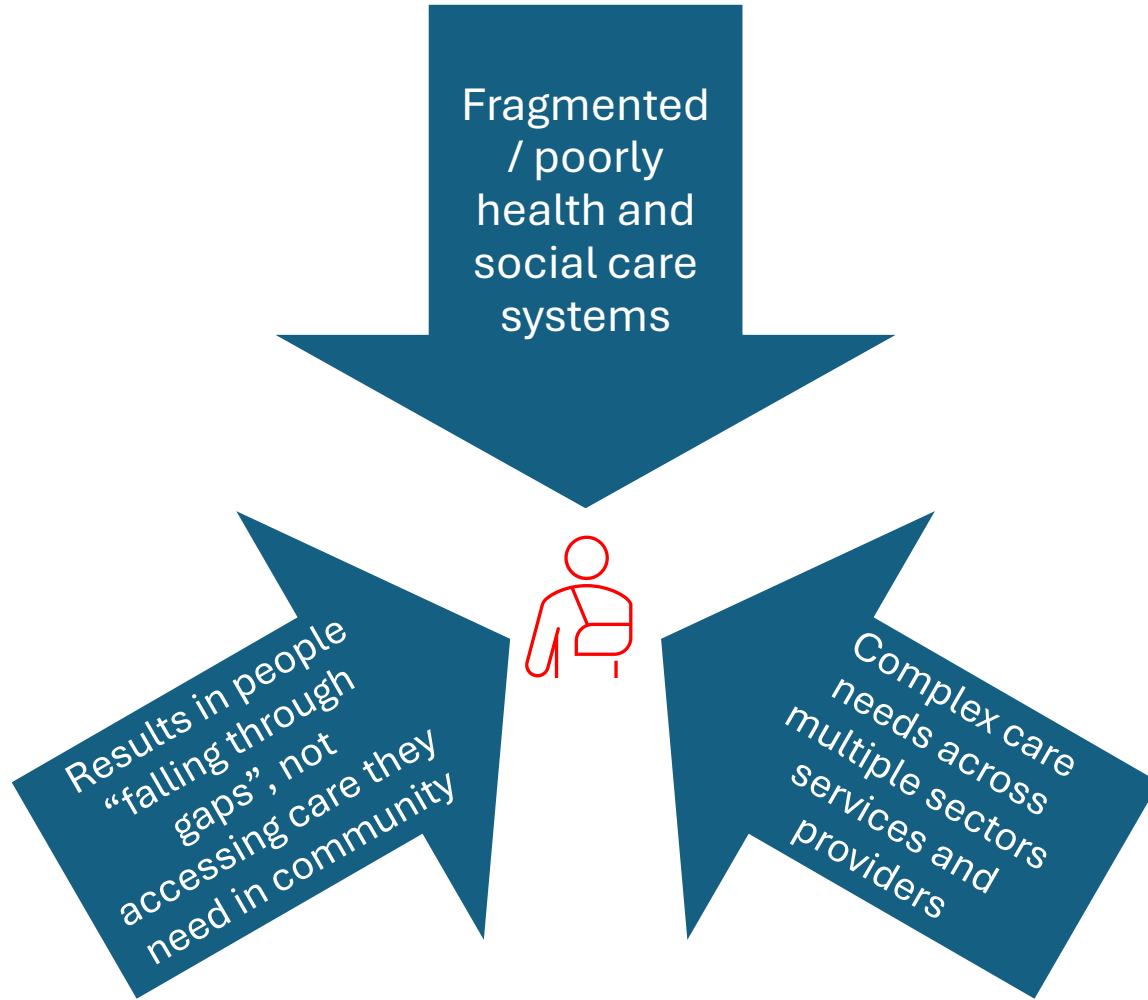 Fragmented
/ poorly
health and
social care
systems
Results in people
“falling through
gaps”, not
accessing care they
need in community
Complex care
needs across
multiple sectors
services and
providers